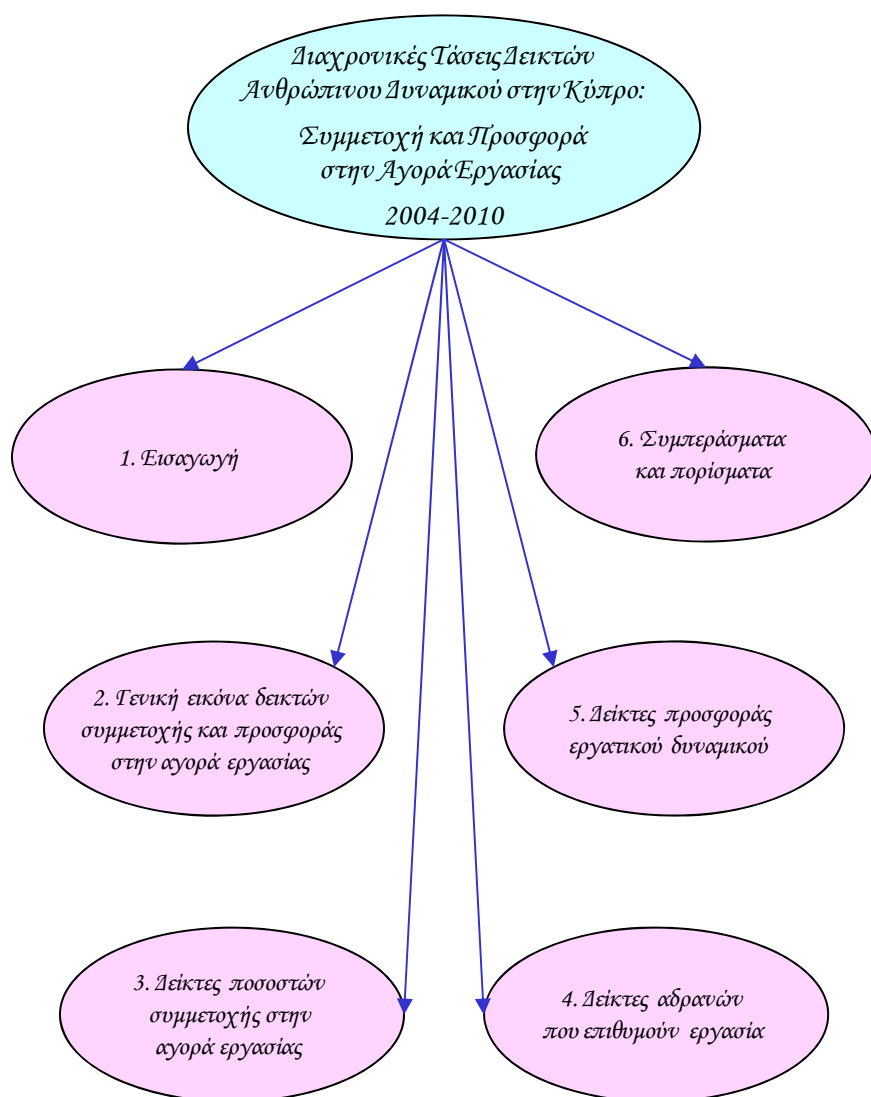 Διαχρονικές Τάσεις Δεικτών
Ανθρώπινου Δυναμικού στην Κύπρο:
Συμμετοχή και Προσφορά
στην Αγορά Εργασίας
2004-2010
1. Εισαγωγή
2. Γενική εικόνα δεικτών
συμμετοχής και προσφοράς
στην αγορά εργασίας
3. Δείκτες ποσοστών
συμμετοχής στην
αγορά εργασίας
4. Δείκτες αδρανών
που επιθυμούν εργασία
5. Δείκτες προσφοράς
εργατικού δυναμικού
6. Συμπεράσματα
και πορίσματα